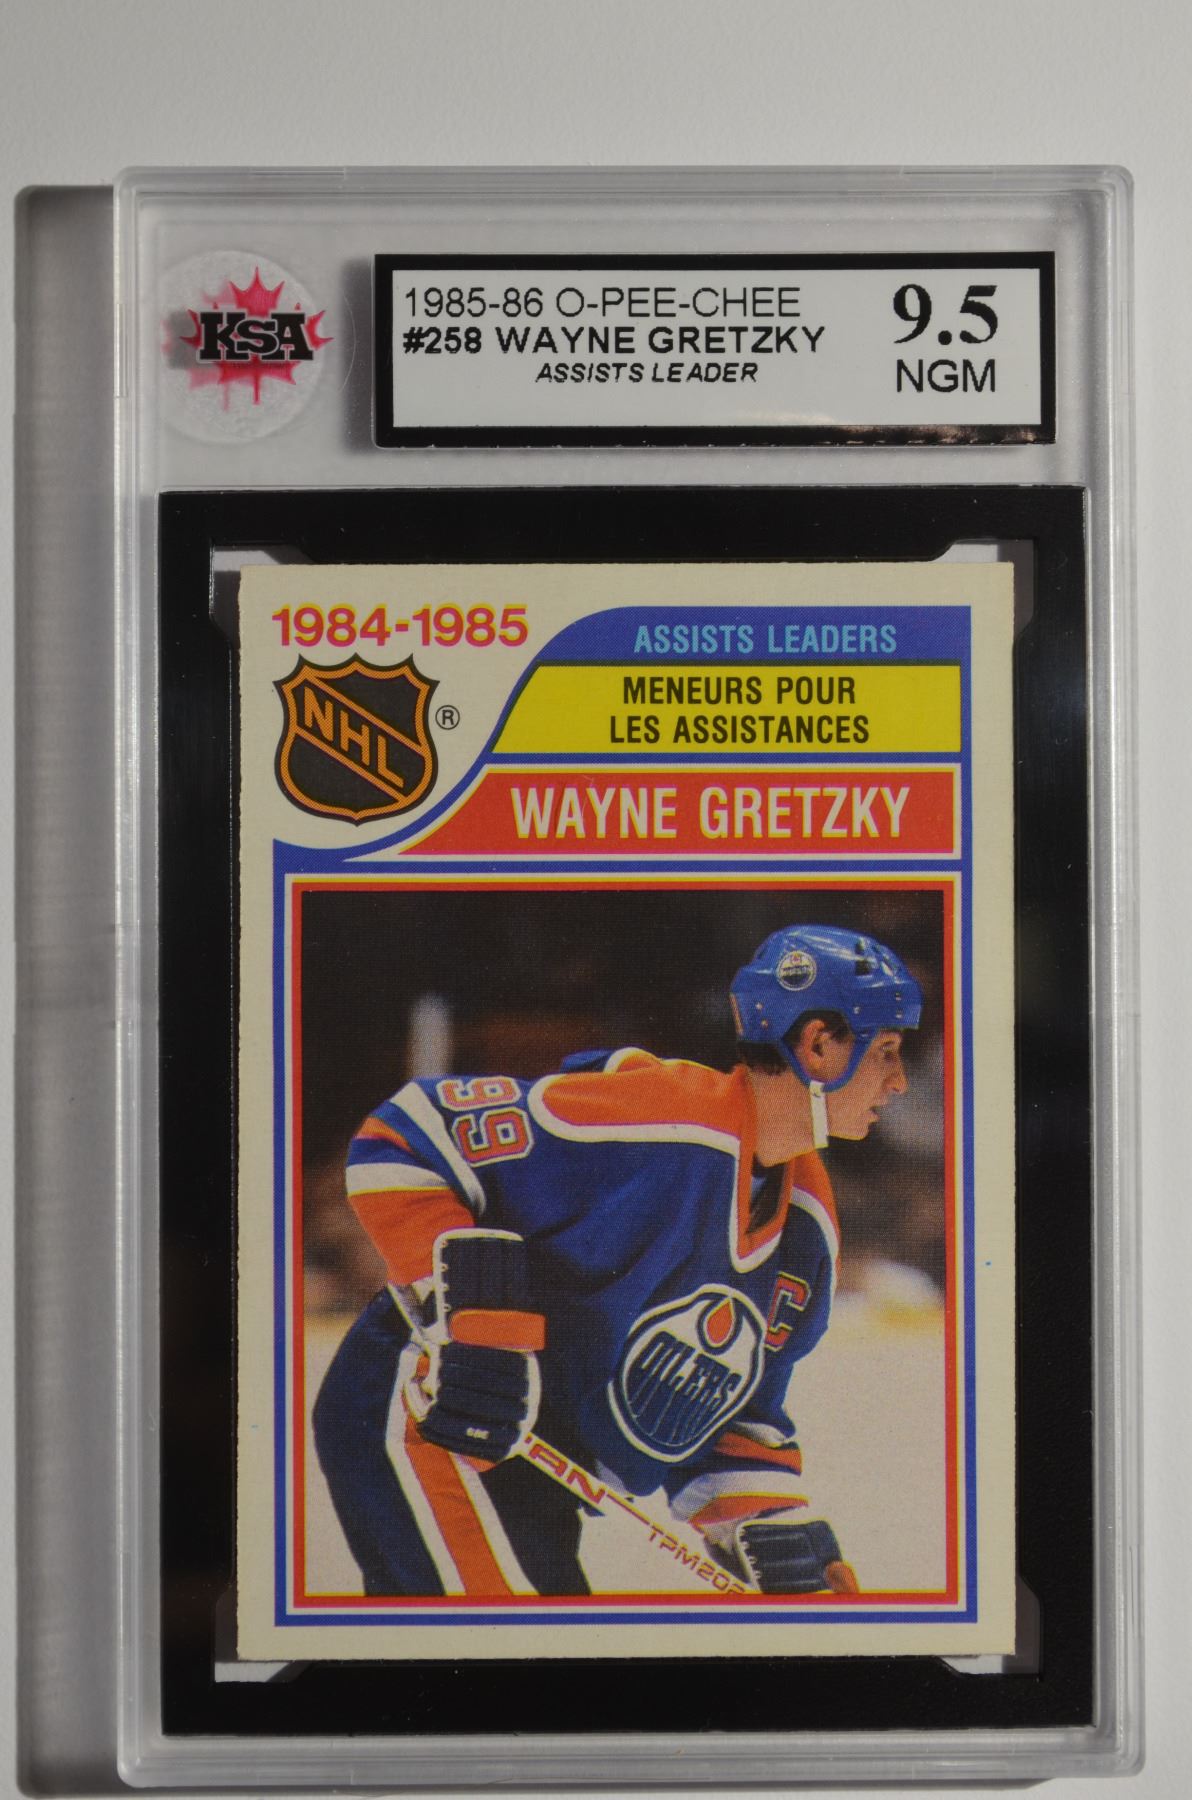 KSA
1985-86 O-PEE-CHEE
#258 WAYNE GRETZKY
ASSISTS LEADER
9.5
NGM
1984-1985
NHL
®
ASSISTS LEADERS
MENEURS POUR
LES ASSISTANCES
WAYNE GRETZKY
99
C
OILERS
TPM202